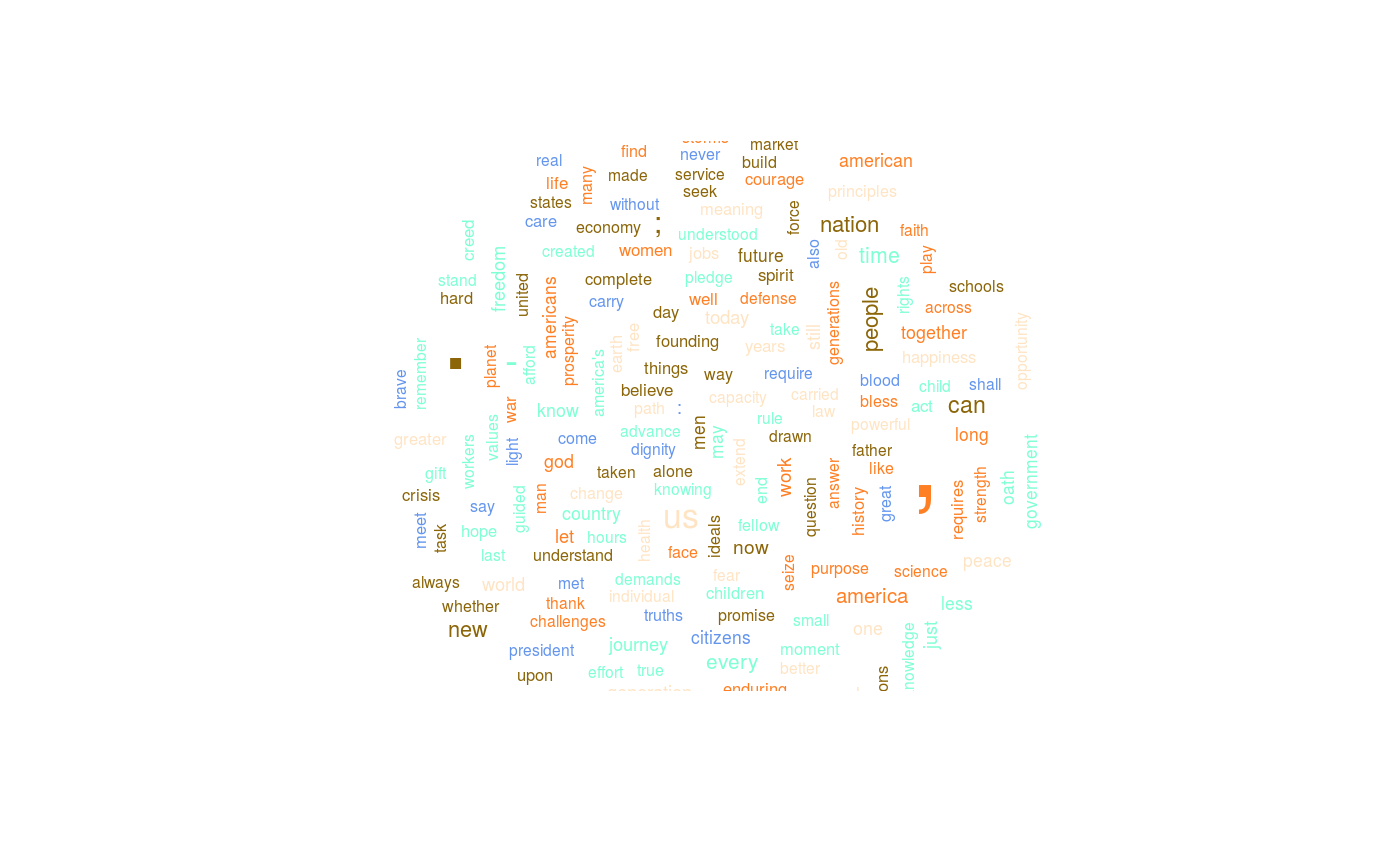 storms
market
find
never
real
build
american
made
service
courage
life
many
seek
principles
states
without
meaning
force
care
economy
;
nation
faith
creed
understood
created
women
jobs
future
also
old
time
play
freedom
stand
united
complete
pledge
spirit
rights
schools
hard
americans
carry
well
defense
generations
people
across
day
today
prosperity
free
take
still
together
founding
years
earth
opportunity
remember
planet
-
afford
america's
things
way
require
happiness
.
brave
blood
child
shall
believe
capacity
carried
bless
act
can
war
know
path
:
law
values
men
may
rule
powerful
long
greater
workers
light
come
advance
dignity
extend
drawn
father
god
gift
taken
alone
work
like
government
crisis
guided
man
change
knowing
end
question
answer
history
great
,
requires
strength
oath
say
country
us
meet
task
hope
let
hours
health
ideals
fellow
last
understand
face
now
seize
purpose
science
peace
always
world
met
demands
fear
individual
children
america
less
whether
thank
truths
promise
new
challenges
small
citizens
one
just
president
journey
every
moment
upon
effort
true
better
generation
enduring
ons
nowledge